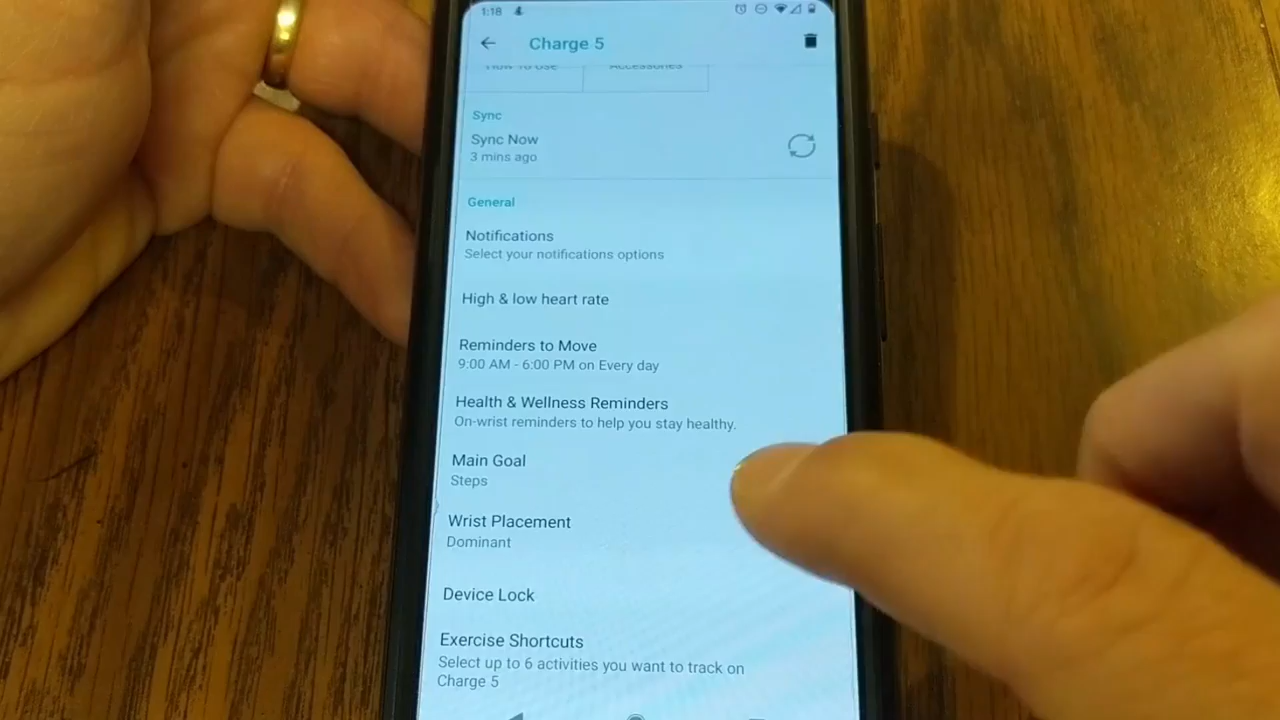 1:18
Charge 5
How to Use
Accessories
Sync
Sync Now
3 mins ago
General
Notifications
Select your notifications options
High & low heart rate
Reminders to Move
9:00 AM - 6:00 PM on Every day
Health & Wellness Reminders
On-wrist reminders to help you stay healthy.
Main Goal
Steps
Wrist Placement
Dominant
Device Lock
Exercise Shortcuts
Select up to 6 activities you want to track on
Charge 5